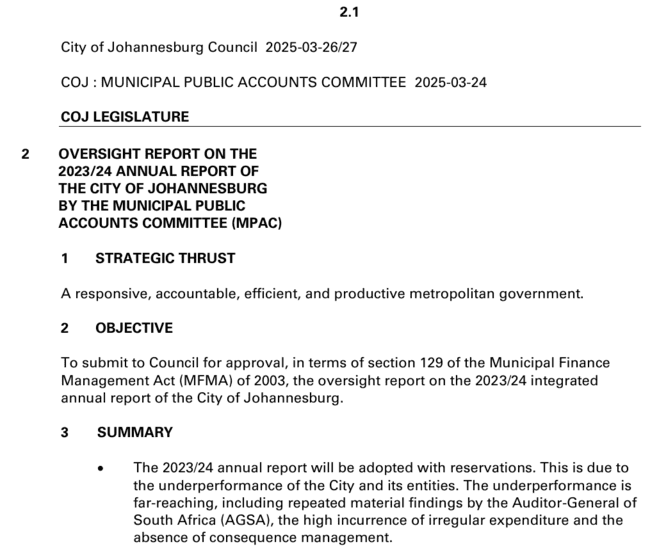 2.1
City of Johannesburg Council 2025-03-26/27
COJ : MUNICIPAL PUBLIC ACCOUNTS COMMITTEE 2025-03-24
COJ LEGISLATURE
2 OVERSIGHT REPORT ON THE
2023/24 ANNUAL REPORT OF
THE CITY OF JOHANNESBURG
BY THE MUNICIPAL PUBLIC
ACCOUNTS COMMITTEE (MPAC)
1 STRATEGIC THRUST
A responsive, accountable, efficient, and productive metropolitan government.
2 OBJECTIVE
To submit to Council for approval, in terms of section 129 of the Municipal Finance
Management Act (MFMA) of 2003, the oversight report on the 2023/24 integrated
annual report of the City of Johannesburg.
3 SUMMARY
• The 2023/24 annual report will be adopted with reservations. This is due to
the underperformance of the City and its entities. The underperformance is
far-reaching, including repeated material findings by the Auditor-General of
South Africa (AGSA), the high incurrence of irregular expenditure and the
absence of consequence management.